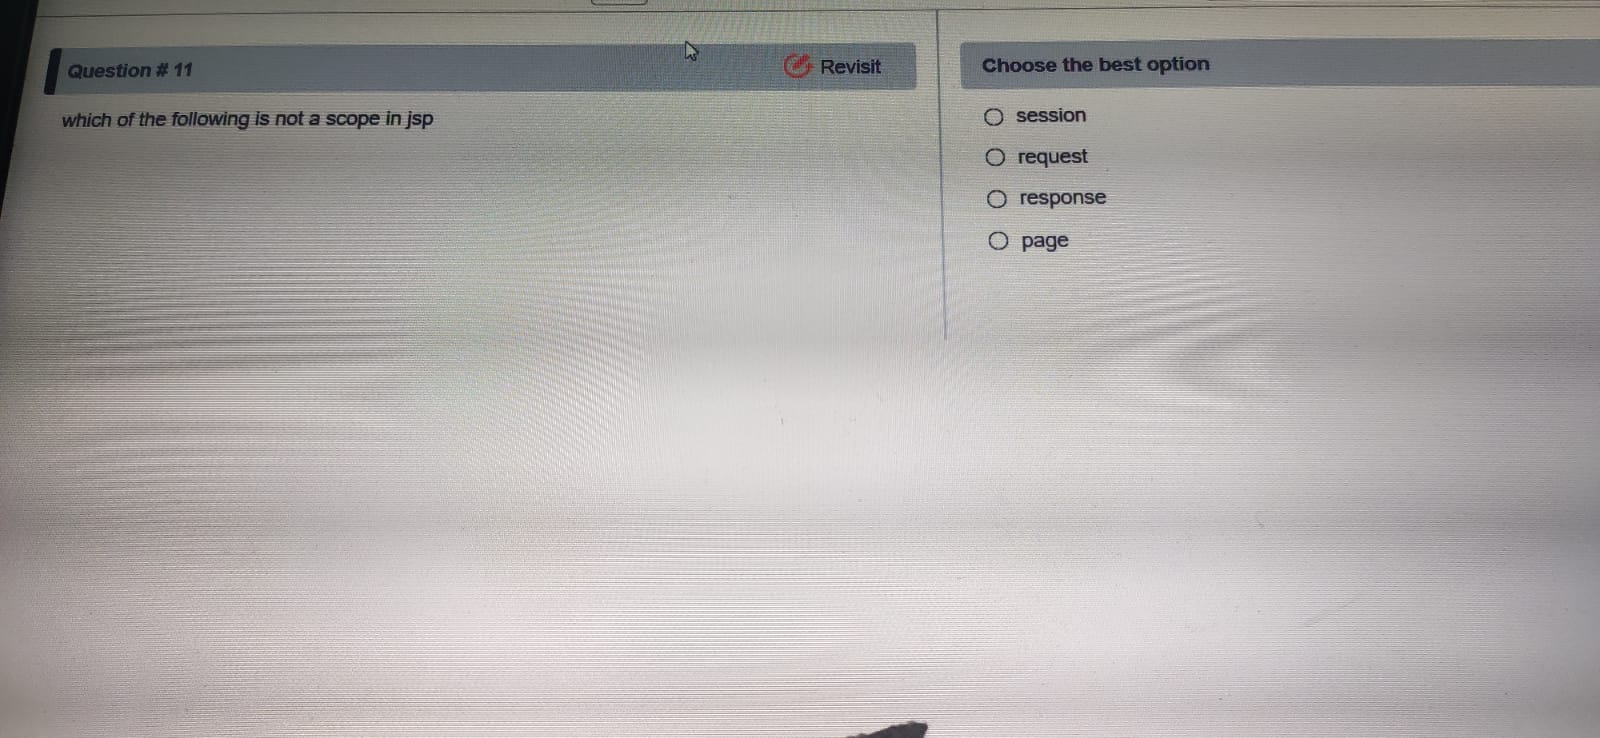 Question # 11
Revisit
which of the following is not a scope in jsp
Choose the best option
session
request
response
page